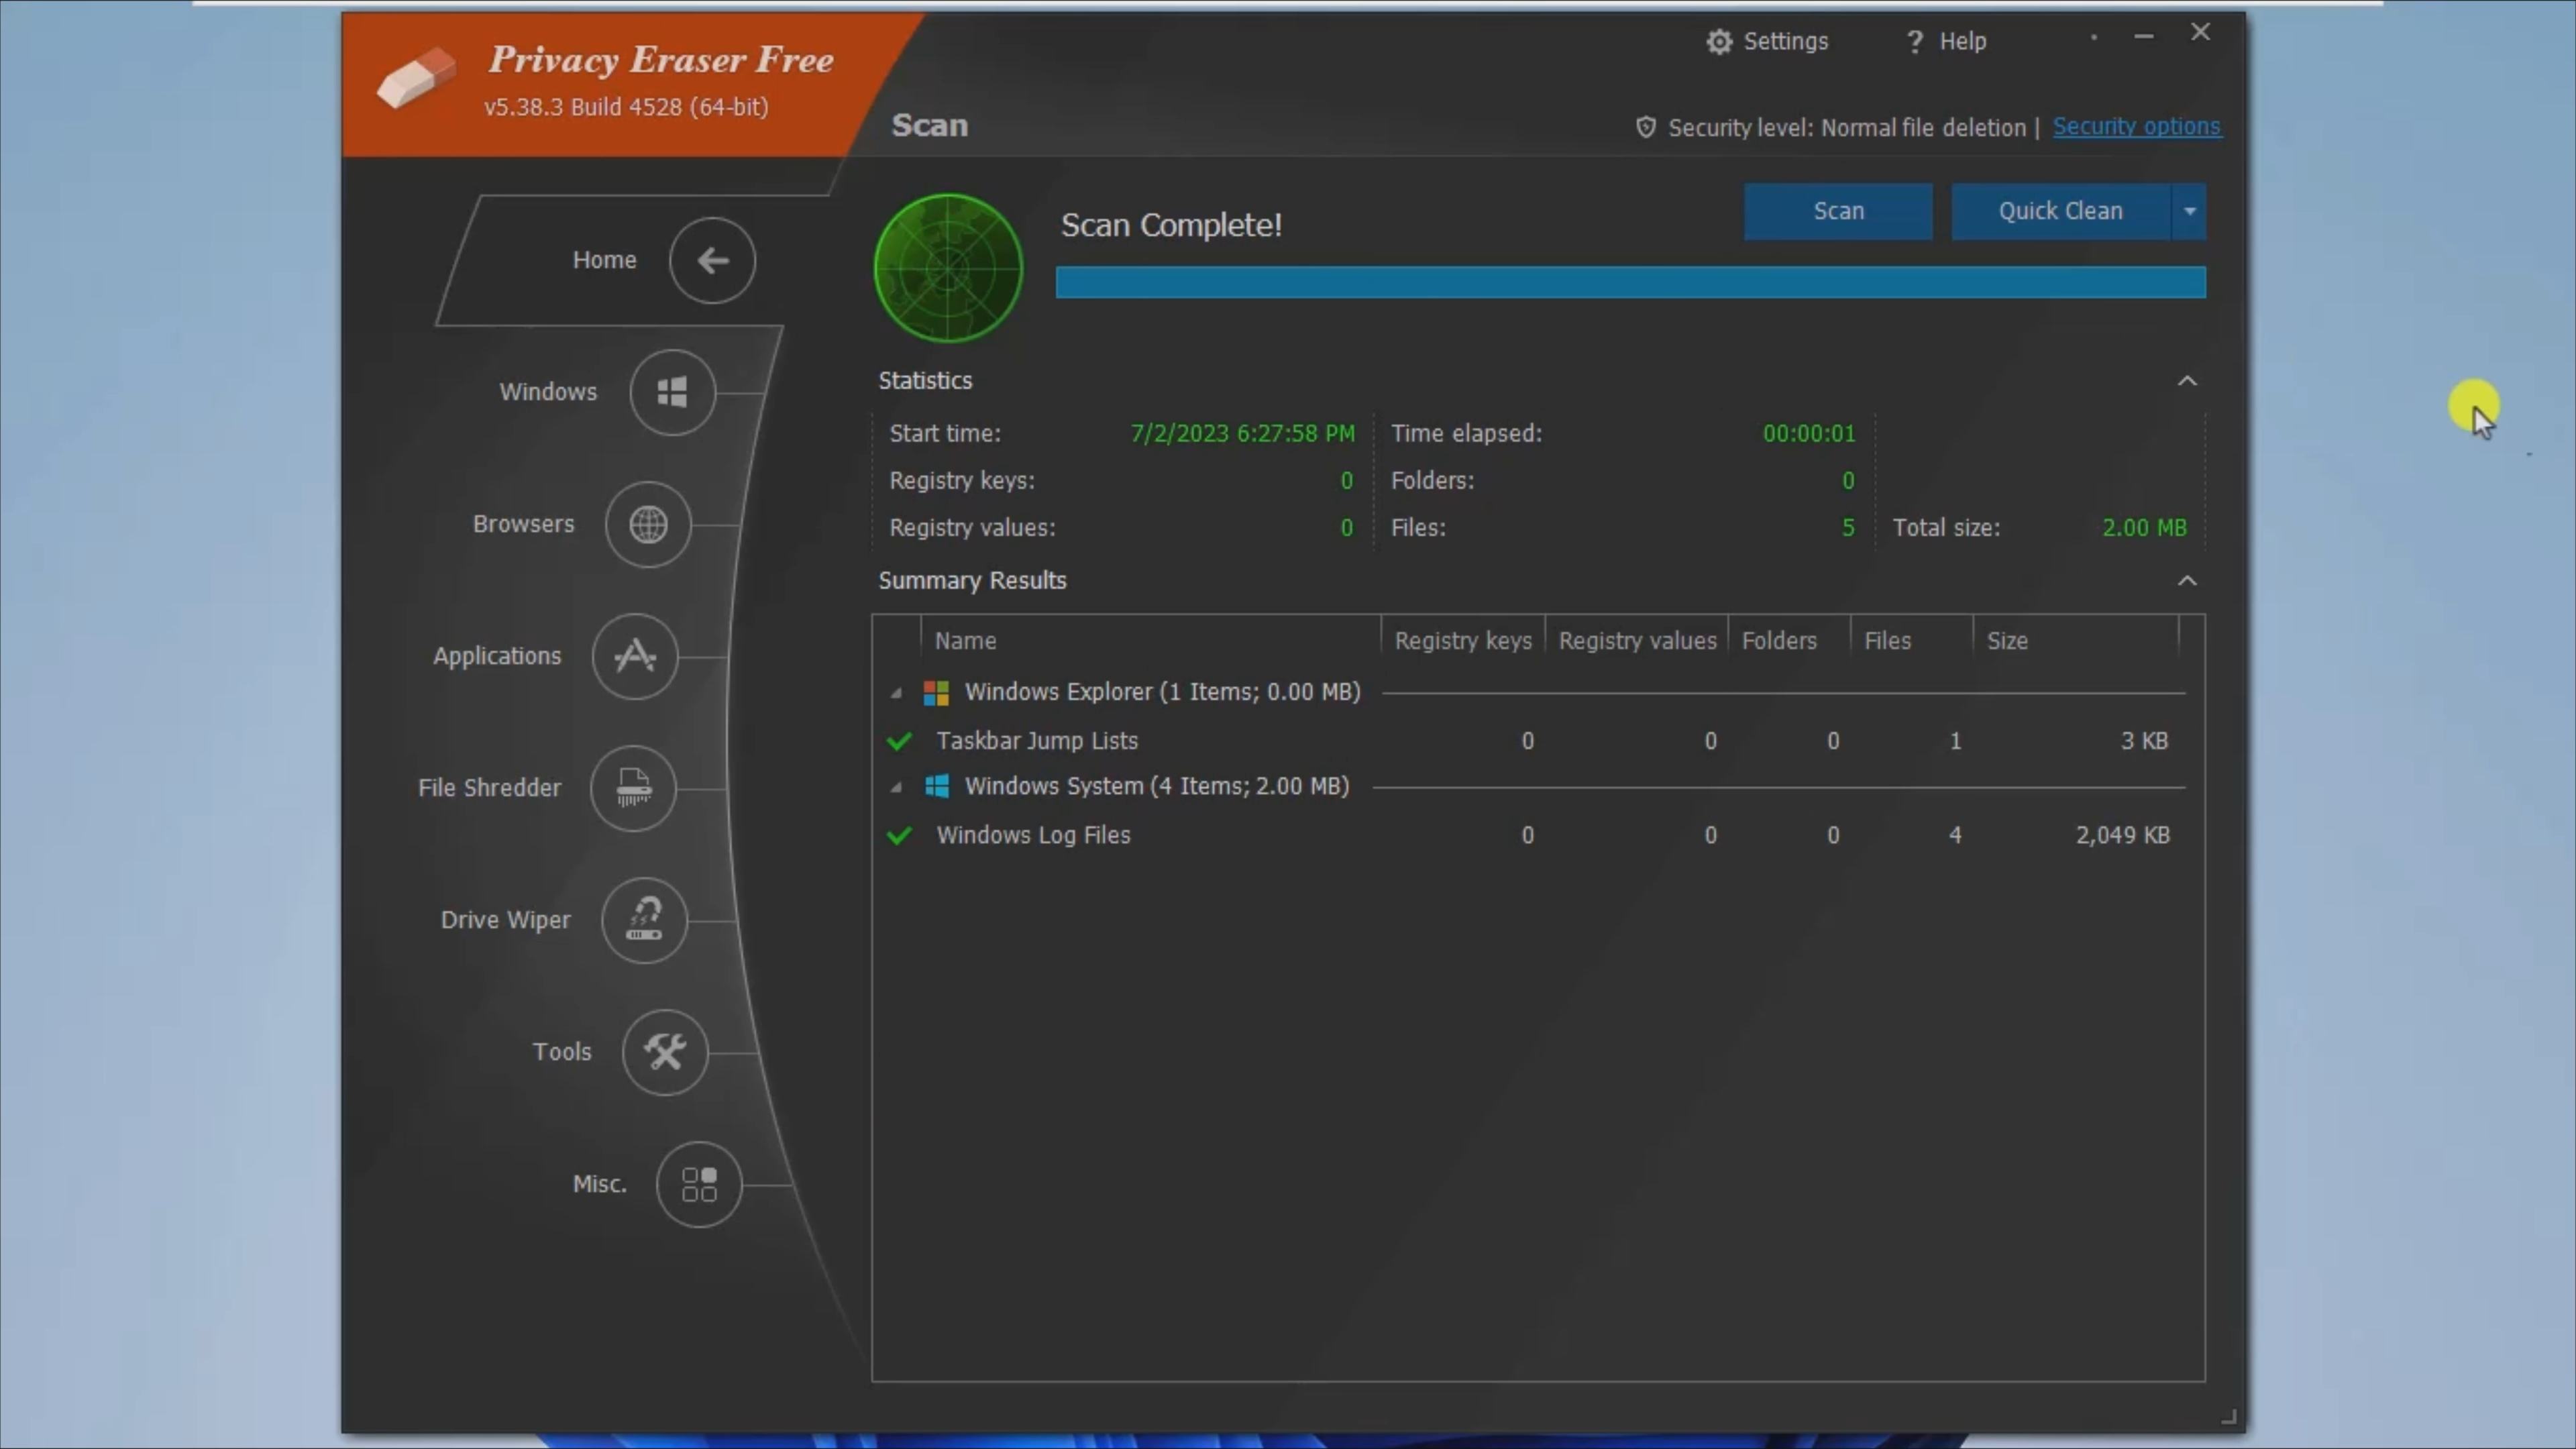 Privacy Eraser Free
v5.38.3 Build 4528 (64-bit)
Settings
? Help
Scan
Security level: Normal file deletion | Security options
Home
Windows
Browsers
Applications
File Shredder
Drive Wiper
Tools
Misc.
Scan Complete!
Scan
Quick Clean
Statistics
Start time: 7/2/2023 6:27:58 PM Time elapsed: 00:00:01
Registry keys: 0 Folders: 0
Registry values: 0 Files: 5 Total size: 2.00 MB
Summary Results
Name Registry keys Registry values Folders Files Size
Windows Explorer (1 Items; 0.00 MB)
Taskbar Jump Lists 0 0 0 1 3 KB
Windows System (4 Items; 2.00 MB)
Windows Log Files 0 0 0 4 2,049 KB